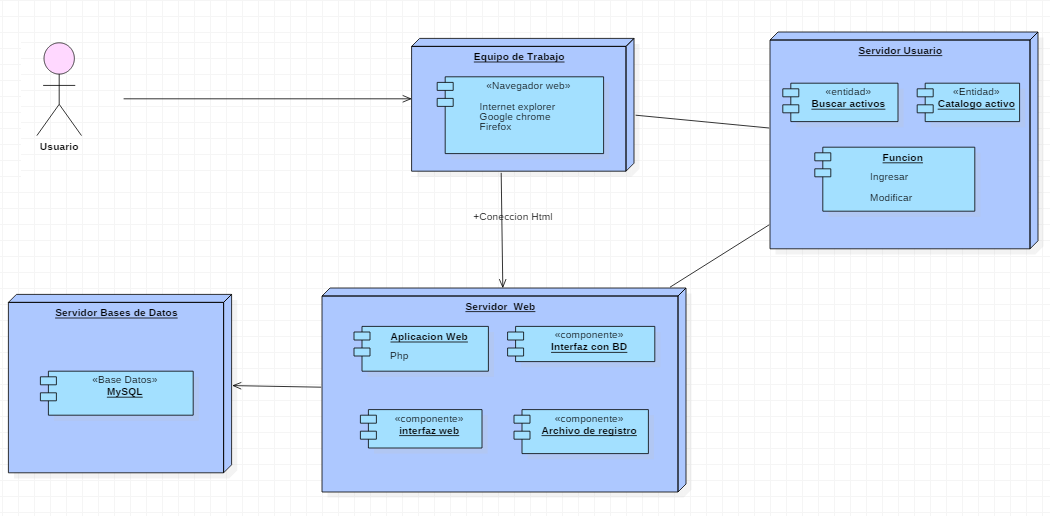 Usuario
Equipo de Trabajo
«Navegador web»
Internet explorer
Google chrome
Firefox
Servidor Usuario
«entidad»
Buscar activos
«Entidad»
Catalogo activo
Funcion
Ingresar
Modificar
+Coneccion Html
Servidor Bases de Datos
«Base Datos»
MySQL
Servidor Web
Aplicacion Web
Php
«componente»
Interfaz con BD
«componente»
interfaz web
«componente»
Archivo de registro